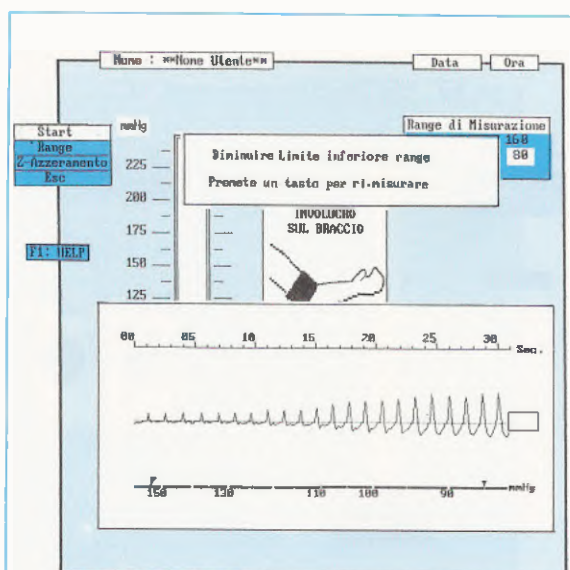 Nome : **Nome Utente**
Data
Ora
Start
Range
Z-Azzeramento
Esc
F1: HELP
mmHg
225
200
175
150
125
Range di Misurazione
160
80
Diminuire Limite inferiore range
Premete un tasto per ri-misurare
INVOLUCRO
SUL BRACCIO
00 05 10 15 20 25 30 Sec.
150 130 110 100 90 mmHg